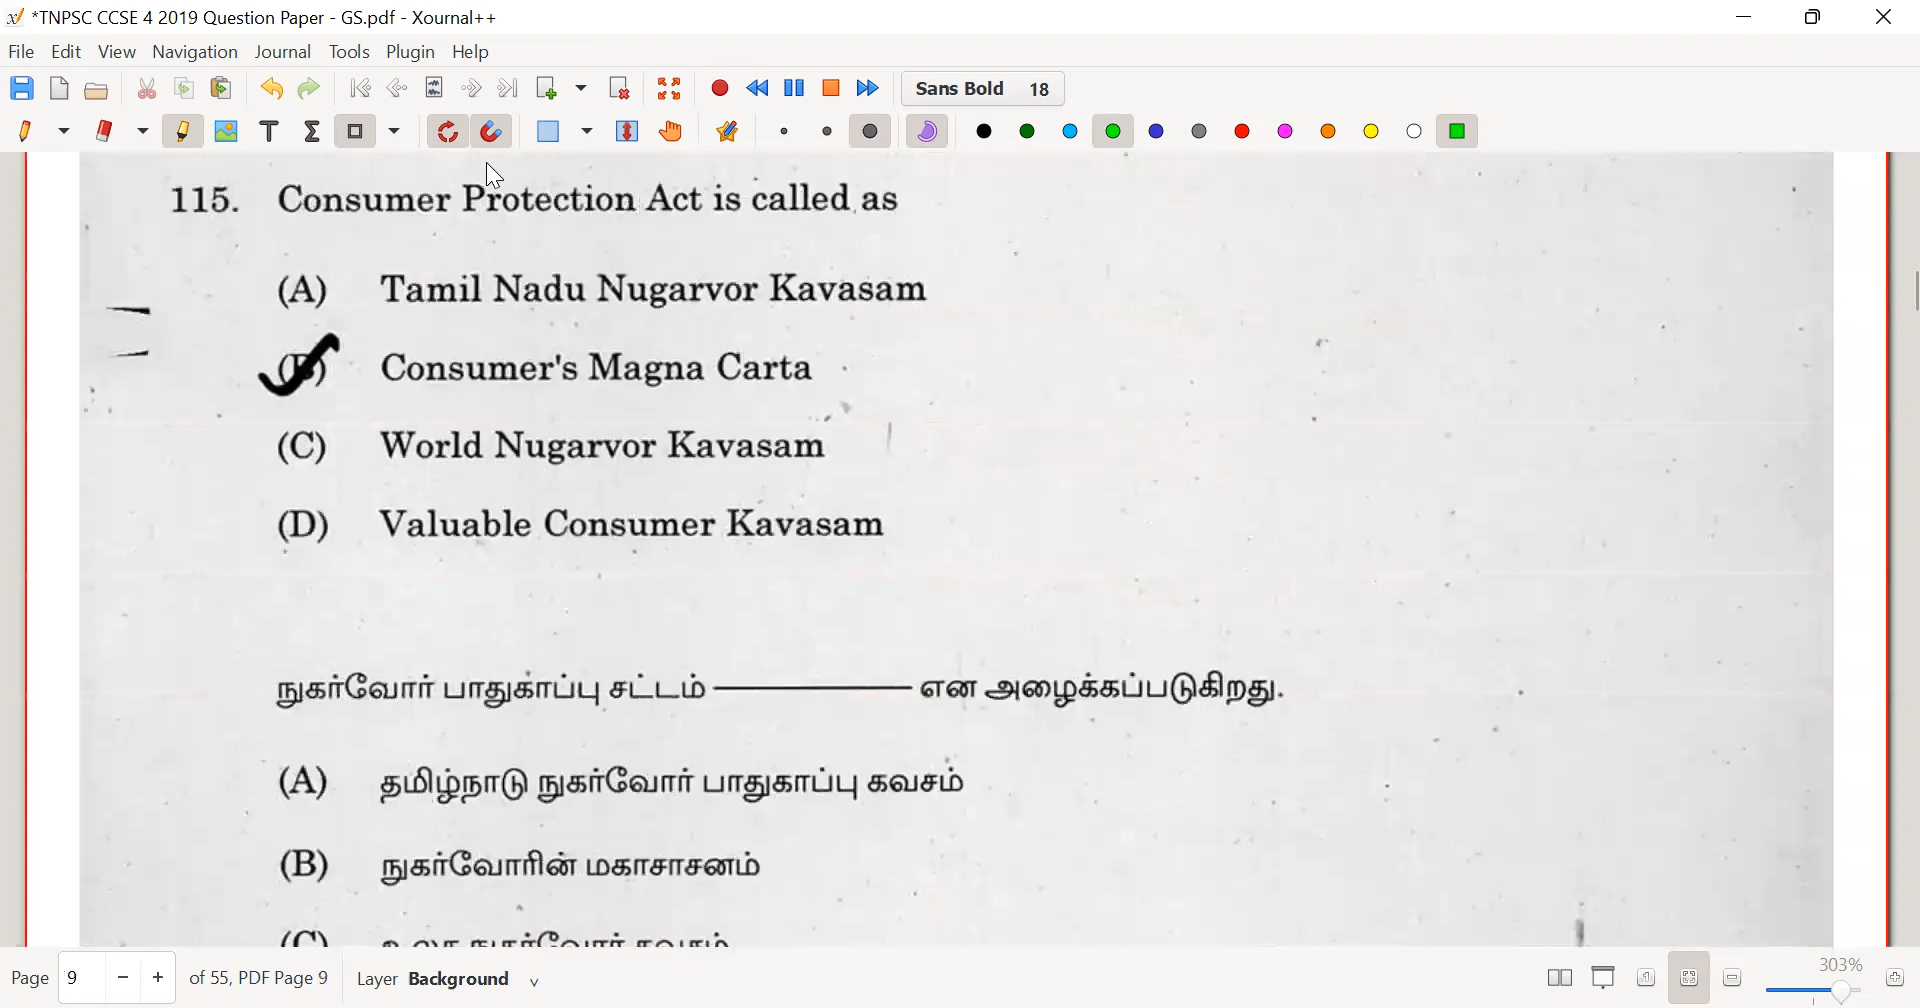 *TNPSC CCSE 4 2019 Question Paper - GS.pdf - Xournal++
File Edit View Navigation Journal Tools Plugin Help
Sans Bold 18
115. Consumer Protection Act is called as
(A) Tamil Nadu Nugarvor Kavasam
(B) Consumer's Magna Carta
(C) World Nugarvor Kavasam
(D) Valuable Consumer Kavasam
நுகர்வோர் பாதுகாப்பு சட்டம் ————— என அழைக்கப்படுகிறது.
(A) தமிழ்நாடு நுகர்வோர் பாதுகாப்பு கவசம்
(B) நுகர்வோரின் மகாசாசனம்
(C) உலக நுகர்வோர் கவசம்
Page 9 − + of 55, PDF Page 9 Layer Background 303%